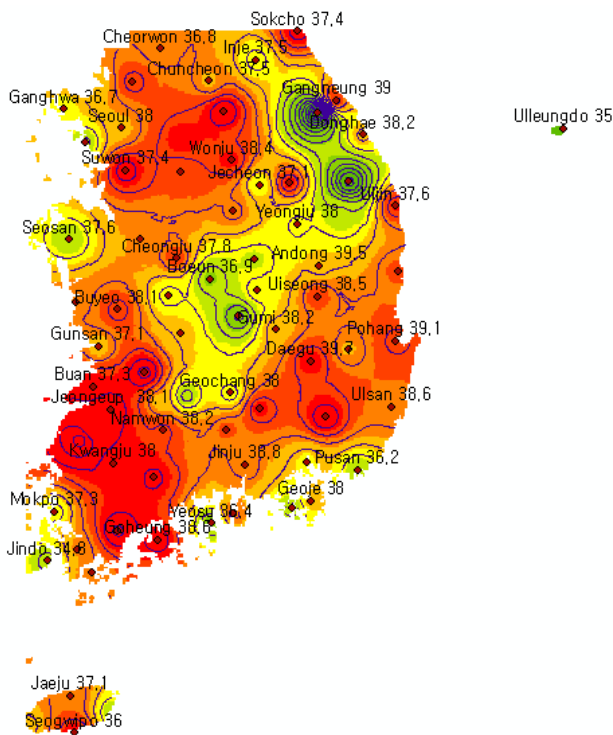 Sokcho 37,4
Cheorwon 36,8
Inje 37,5
Chuncheon 37,5
Ganghwa 36,7
Gangneung 39
Seoul 38
Donghae 38,2
Ulleungdo 35
Wonju 38,4
Suwon 37,4
Jecheon 37,1
Uljin 37,6
Yeongju 38
Seosan 37,6
Cheongju 37,8
Andong 39,5
Boeun 36,9
Uiseong 38,5
Buyeo 38,1
Gumi 38,2
Pohang 39,1
Gunsan 37,1
Daegu 39,7
Buan 37,3
Geochang 38
Jeongeup 38,1
Ulsan 38,6
Namwon 38,2
Kwangju 38
Jinju 38,8
Pusan 36,2
Geoje 38
Mokpo 37,3
Yeosu 36,4
Goheung 38,6
Jindo 34,8
Jaeju 37,1
Seogwipo 36